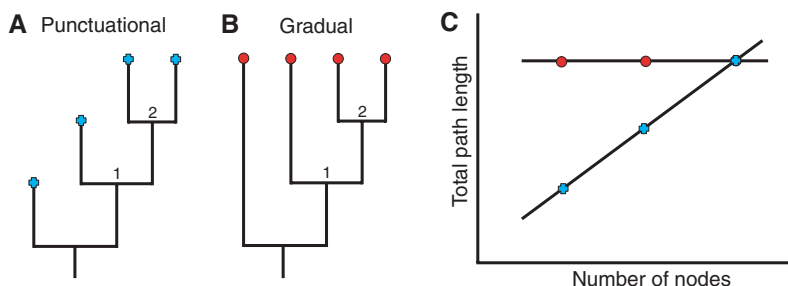 A Punctuational
2
1
B Gradual
2
1
C
Total path length
Number of nodes